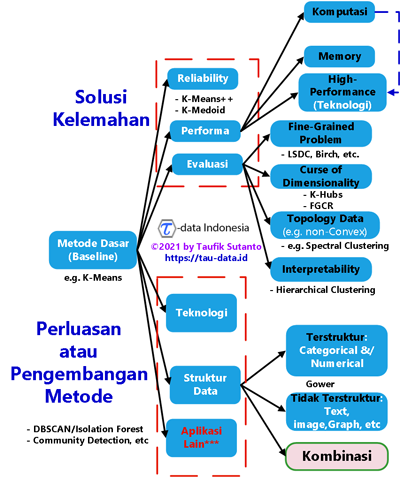 Komputasi
Memory
High-
Performance
(Teknologi)
Solusi
Kelemahan
Reliability
- K-Means++
- K-Medoid
Performa
Evaluasi
Fine-Grained
Problem
- LSDC, Birch, etc.
Curse of
Dimensionality
- K-Hubs
- FGCR
Topology Data
(e.g. non-Convex)
- e.g. Spectral Clustering
Interpretability
- Hierarchical Clustering
τ-data Indonesia
©2021 by Taufik Sutanto
https://tau-data.id
Metode Dasar
(Baseline)
e.g. K-Means
Perluasan
atau
Pengembangan
Metode
- DBSCAN/Isolation Forest
- Community Detection, etc
Teknologi
Struktur
Data
Aplikasi
Lain***
Terstruktur:
Categorical &/
Numerical
Gower
Tidak Terstruktur:
Text,
image,Graph, etc
Kombinasi